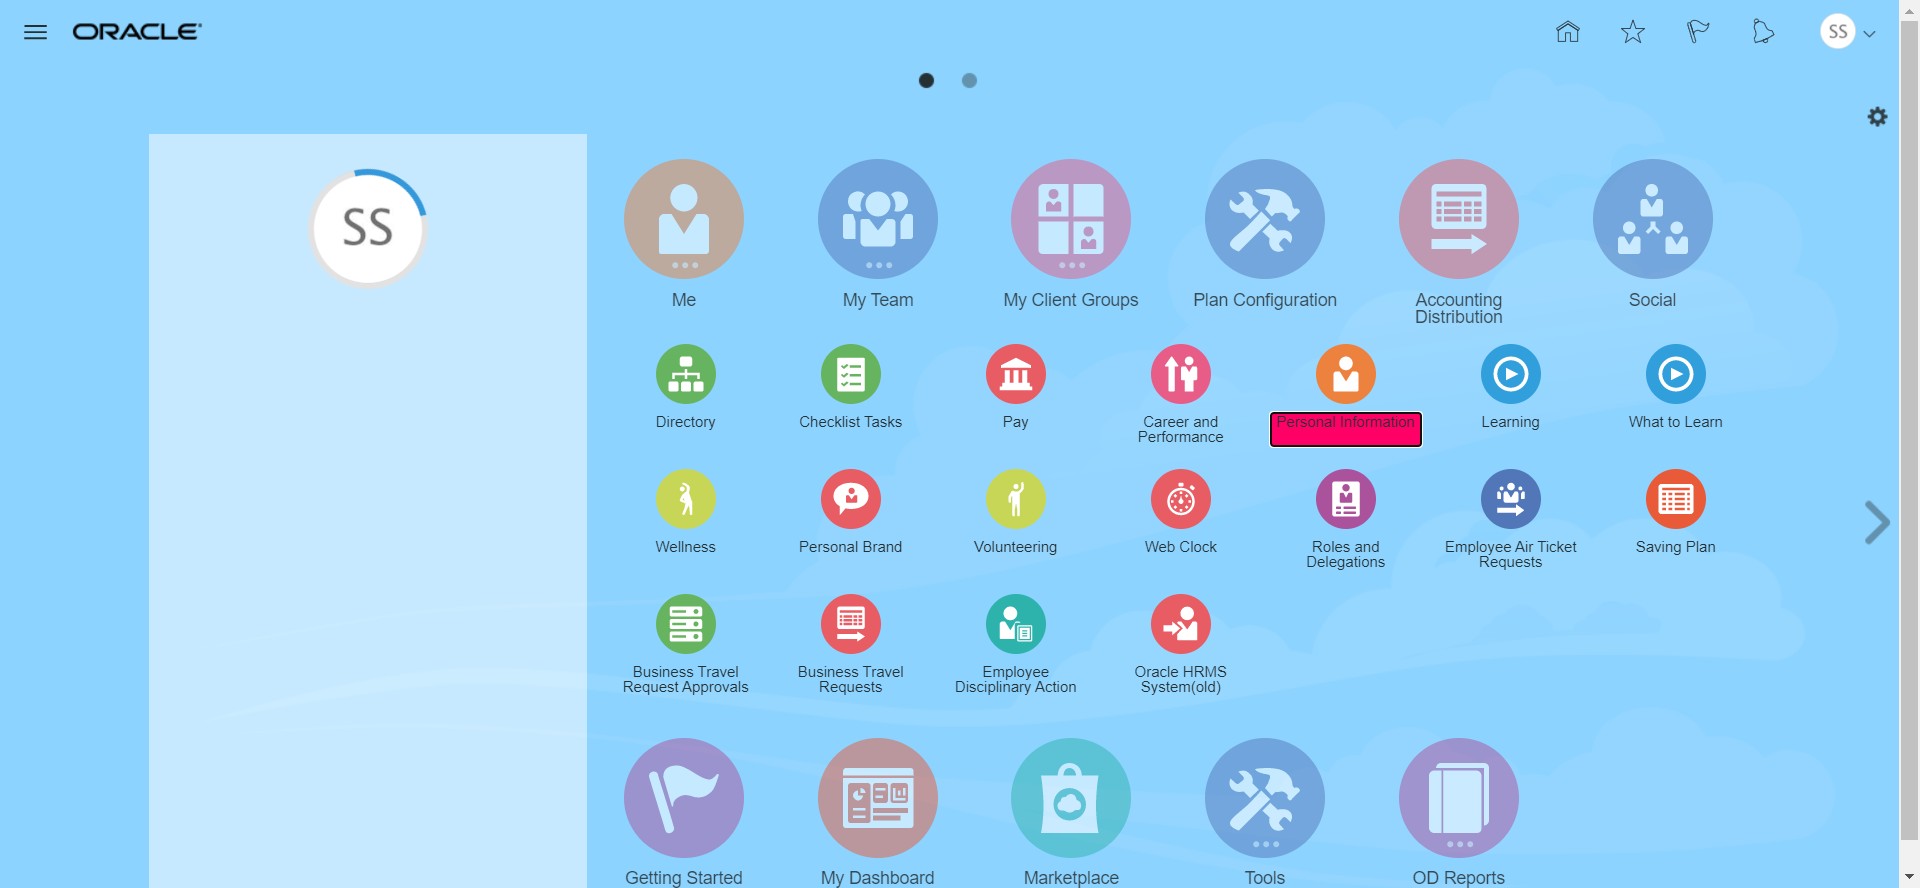 ORACLE
SS
SS
Me
My Team
My Client Groups
Plan Configuration
Accounting
Distribution
Social
Directory
Checklist Tasks
Pay
Career and
Performance
Personal Information
Learning
What to Learn
Wellness
Personal Brand
Volunteering
Web Clock
Roles and
Delegations
Employee Air Ticket
Requests
Saving Plan
Business Travel
Request Approvals
Business Travel
Requests
Employee
Disciplinary Action
Oracle HRMS
System(old)
Getting Started
My Dashboard
Marketplace
Tools
OD Reports